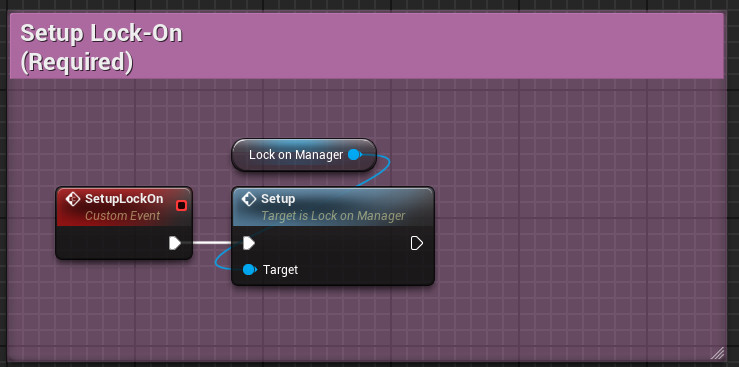 Setup Lock-On
(Required)
Lock on Manager
SetupLockOn
Custom Event
Setup
Target is Lock on Manager
Target